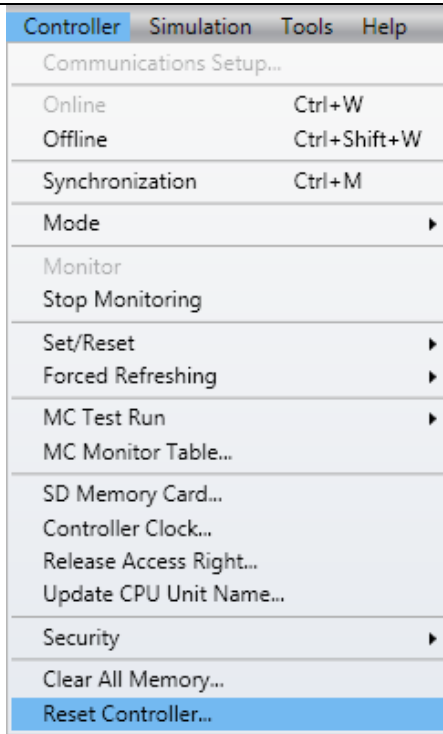 Controller Simulation Tools Help
Communications Setup...
Online Ctrl+W
Offline Ctrl+Shift+W
Synchronization Ctrl+M
Mode
Monitor
Stop Monitoring
Set/Reset
Forced Refreshing
MC Test Run
MC Monitor Table...
SD Memory Card...
Controller Clock...
Release Access Right...
Update CPU Unit Name...
Security
Clear All Memory...
Reset Controller...